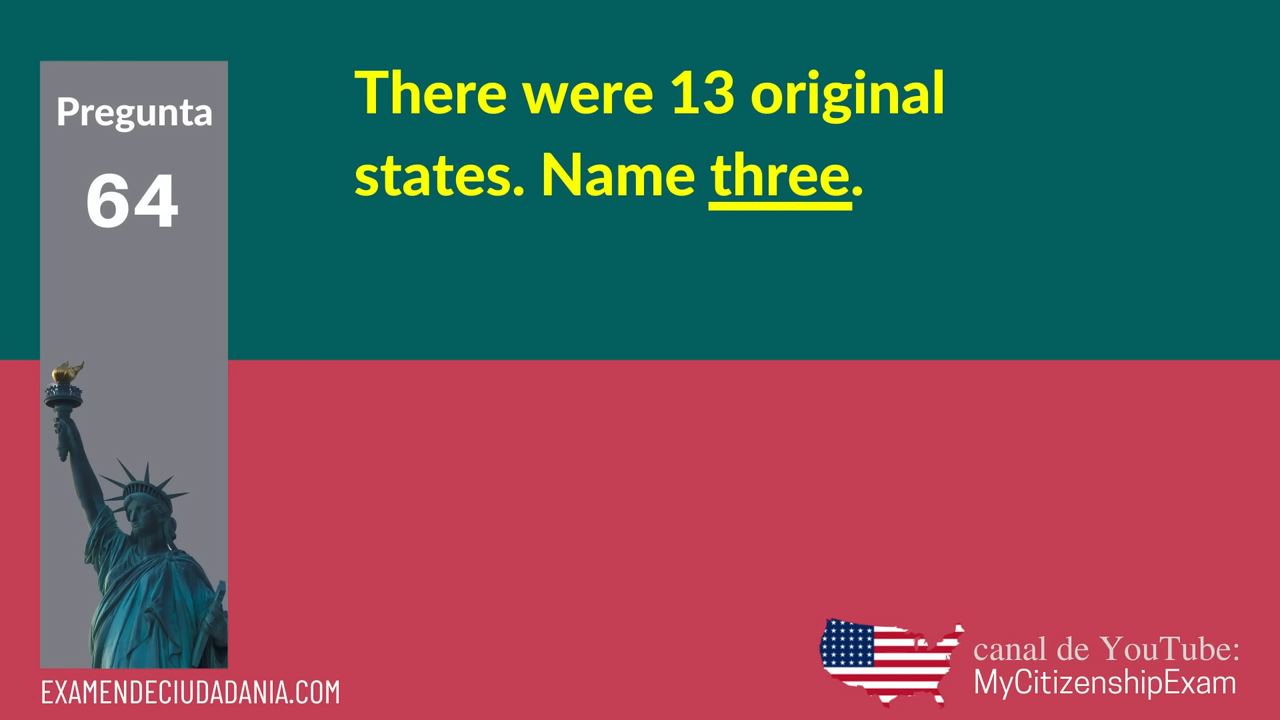 Pregunta
64
There were 13 original
states. Name three.
EXAMENDECIUDADANIA.COM
canal de YouTube:
MyCitizenshipExam